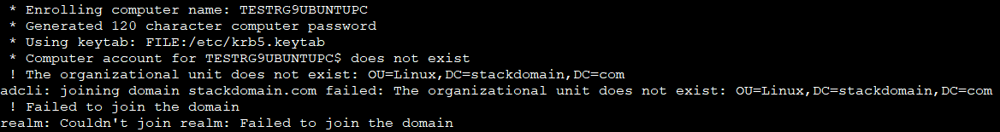 * Enrolling computer name: TESTRG9UBUNTUPC
* Generated 120 character computer password
* Using keytab: FILE:/etc/krb5.keytab
* Computer account for TESTRG9UBUNTUPC$ does not exist
! The organizational unit does not exist: OU=Linux,DC=stackdomain,DC=com
adcli: joining domain stackdomain.com failed: The organizational unit does not exist: OU=Linux,DC=stackdomain,DC=com
! Failed to join the domain
realm: Couldn't join realm: Failed to join the domain